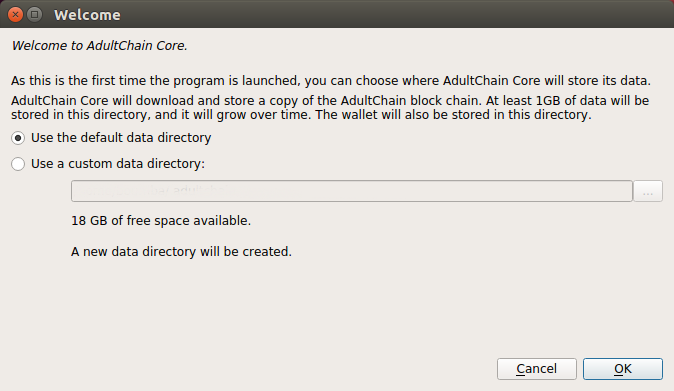 Welcome
Welcome to AdultChain Core.
As this is the first time the program is launched, you can choose where AdultChain Core will store its data.
AdultChain Core will download and store a copy of the AdultChain block chain. At least 1GB of data will be
stored in this directory, and it will grow over time. The wallet will also be stored in this directory.
Use the default data directory
Use a custom data directory:
...
18 GB of free space available.
A new data directory will be created.
Cancel
OK